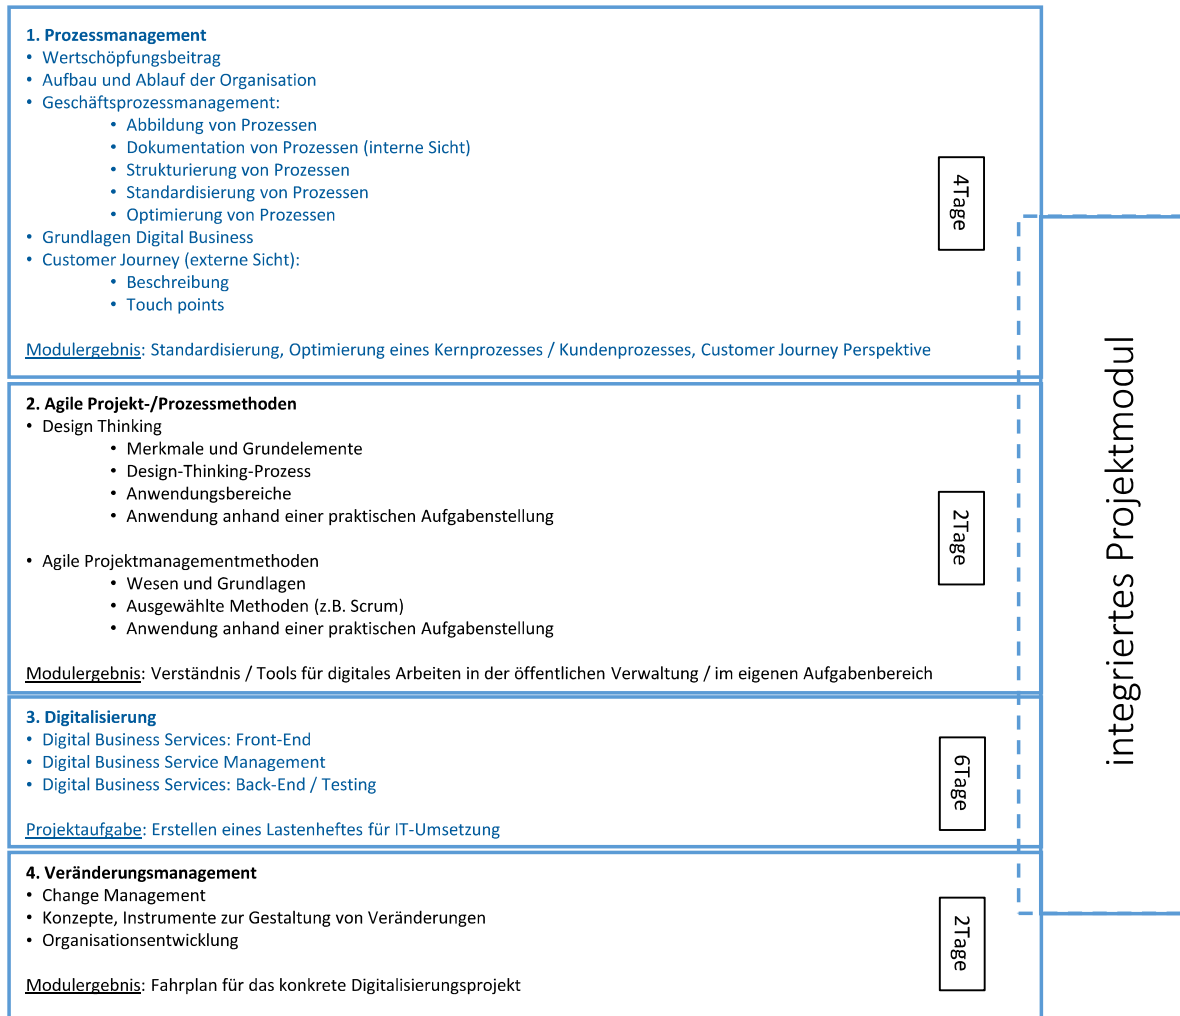 1. Prozessmanagement
• Wertschöpfungsbeitrag
• Aufbau und Ablauf der Organisation
• Geschäftsprozessmanagement:
• Abbildung von Prozessen
• Dokumentation von Prozessen (interne Sicht)
• Strukturierung von Prozessen
• Standardisierung von Prozessen
• Optimierung von Prozessen
• Grundlagen Digital Business
• Customer Journey (externe Sicht):
• Beschreibung
• Touch points
Modulergebnis: Standardisierung, Optimierung eines Kernprozesses / Kundenprozesses, Customer Journey Perspektive
4Tage
2. Agile Projekt-/Prozessmethoden
• Design Thinking
• Merkmale und Grundelemente
• Design-Thinking-Prozess
• Anwendungsbereiche
• Anwendung anhand einer praktischen Aufgabenstellung
• Agile Projektmanagementmethoden
• Wesen und Grundlagen
• Ausgewählte Methoden (z.B. Scrum)
• Anwendung anhand einer praktischen Aufgabenstellung
Modulergebnis: Verständnis / Tools für digitales Arbeiten in der öffentlichen Verwaltung / im eigenen Aufgabenbereich
2Tage
3. Digitalisierung
• Digital Business Services: Front-End
• Digital Business Service Management
• Digital Business Services: Back-End / Testing
Projektaufgabe: Erstellen eines Lastenheftes für IT-Umsetzung
6Tage
4. Veränderungsmanagement
• Change Management
• Konzepte, Instrumente zur Gestaltung von Veränderungen
• Organisationsentwicklung
Modulergebnis: Fahrplan für das konkrete Digitalisierungsprojekt
2Tage
integriertes Projektmodul